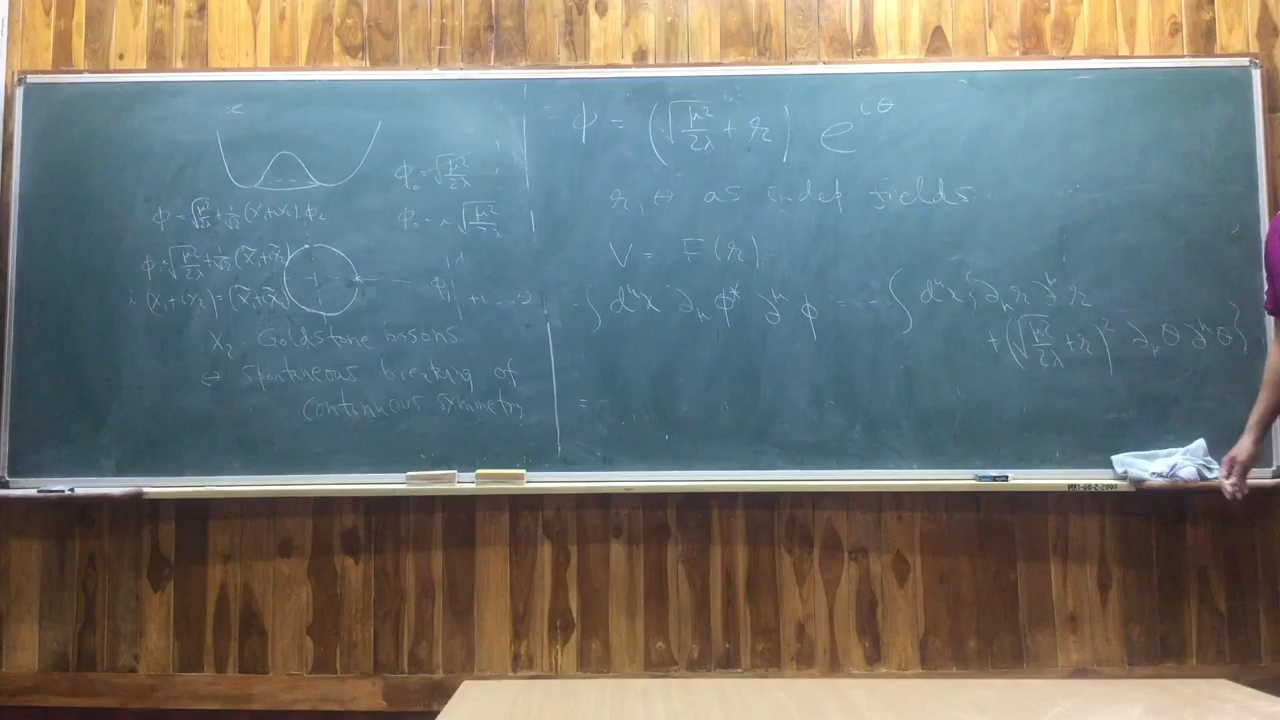 ϕ₀ = √(μ²/2λ)
ϕ = √(μ²/2λ) + 1/√2 (χ₁+iχ₂) ϕ₂
ϕ₀ = i √(μ²/2λ)
ϕ = i√(μ²/2λ) + 1/√2 (χ̃₁+iχ̃₂)
(χ₁+iχ₂) = (χ̃₁+iχ̃₂)
ϕ₁
χ₂ Goldstone bosons
⇔ spontaneous breaking of
continuous symmetry
ϕ = (√(μ²/2λ) + r) e^{iθ}
r, θ as indep fields.
V = F(r)
-∫ d⁴x ∂_μ ϕ* ∂^μ ϕ = -∫ d⁴x {∂_μ r ∂^μ r
+ (√(μ²/2λ) + r)² ∂_μ θ ∂^μ θ}
=